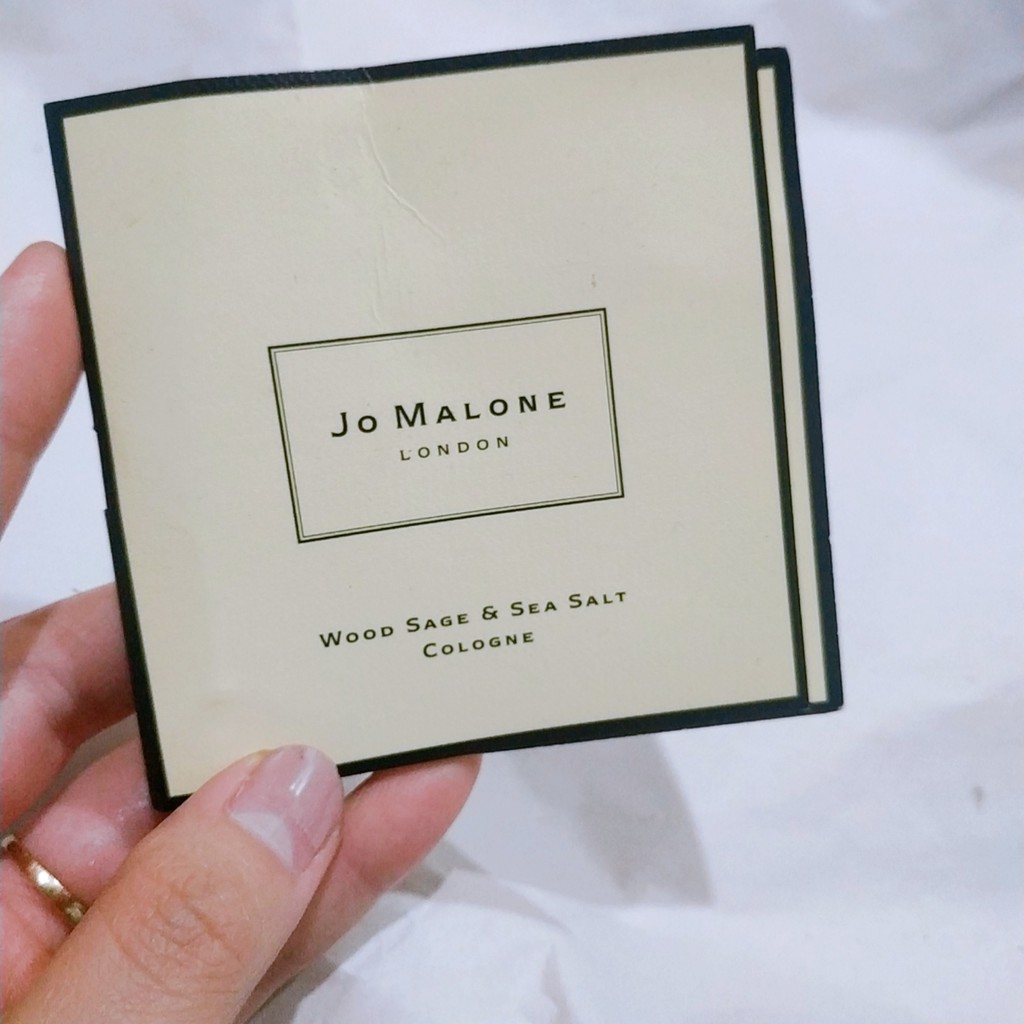 Jo Malone
London
Wood Sage & Sea Salt
Cologne